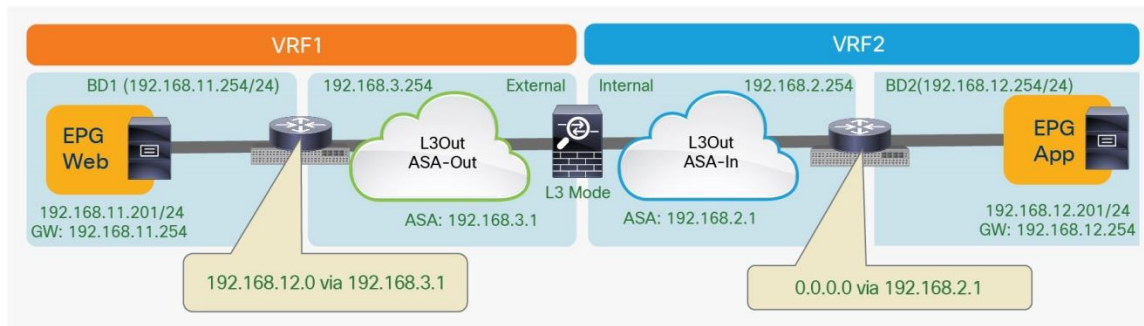 VRF1
VRF2
BD1 (192.168.11.254/24)
192.168.3.254
External
Internal
192.168.2.254
BD2(192.168.12.254/24)
EPG
Web
L3Out
ASA-Out
L3Out
ASA-In
EPG
App
L3 Mode
192.168.11.201/24
GW: 192.168.11.254
ASA: 192.168.3.1
ASA: 192.168.2.1
192.168.12.201/24
GW: 192.168.12.254
192.168.12.0 via 192.168.3.1
0.0.0.0 via 192.168.2.1